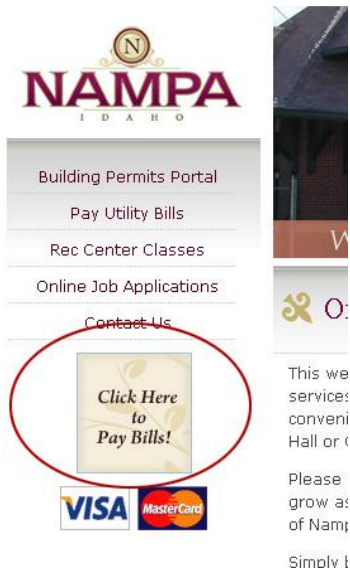 N
NAMPA
IDAHO
Building Permits Portal
Pay Utility Bills
Rec Center Classes
Online Job Applications
Contact Us
Click Here
to
Pay Bills!
VISA MasterCard
W
This we
services
conveni
Hall or
Please
grow as
of Namp
Simply b